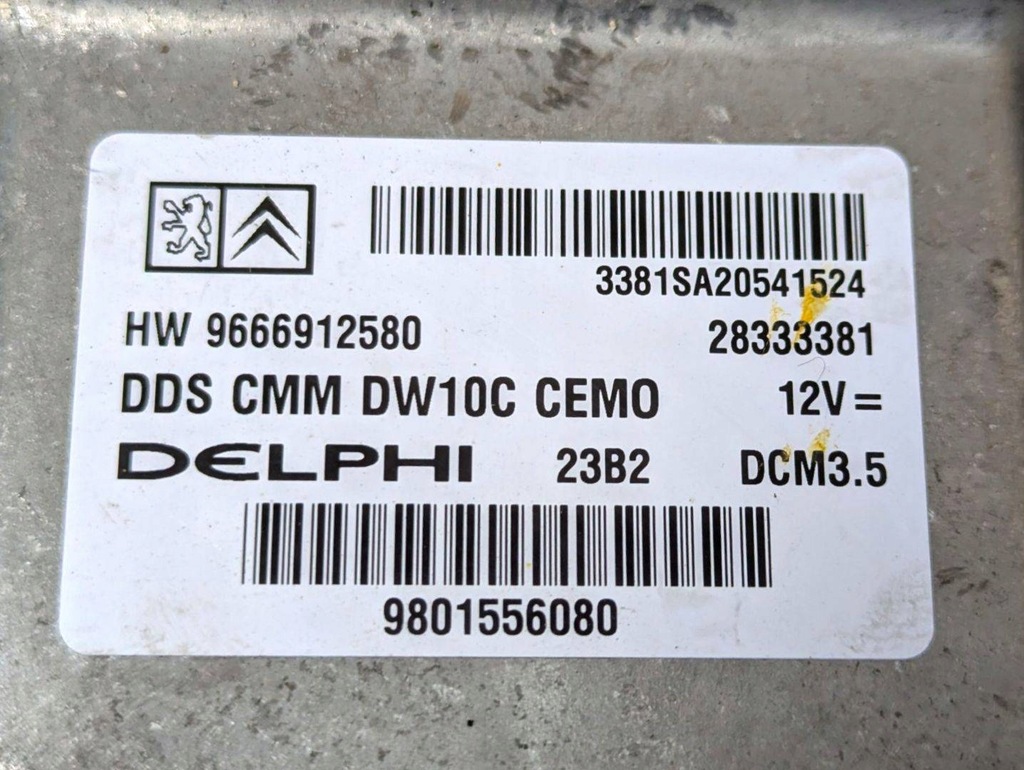 3381SA20541524
HW 9666912580 28333381
DDS CMM DW10C CEMO 12V=
DELPHI 23B2 DCM3.5
9801556080